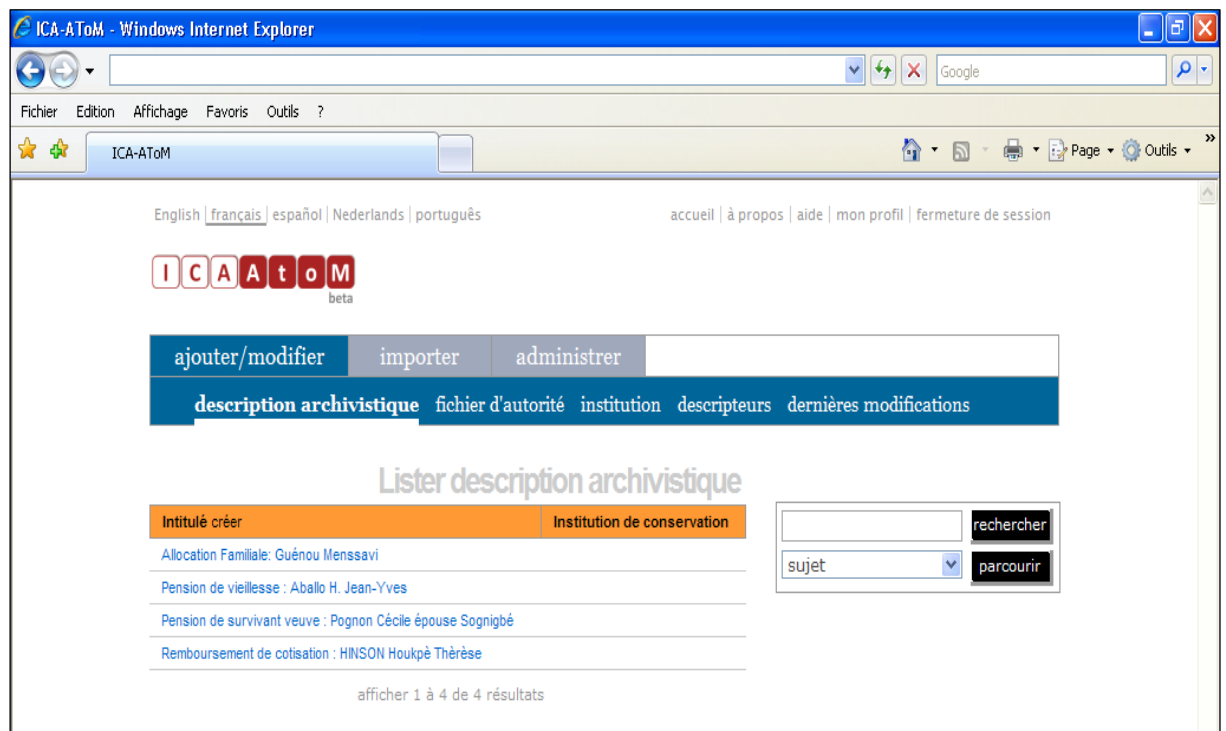 ICA-AToM - Windows Internet Explorer
Google
Fichier Edition Affichage Favoris Outils ?
ICA-AToM
Page Outils »
English | français | español | Nederlands | português
accueil | à propos | aide | mon profil | fermeture de session
ICAAtoM
beta
ajouter/modifier importer administrer
description archivistique fichier d'autorité institution descripteurs dernières modifications
Lister description archivistique
Intitulé créer Institution de conservation
rechercher
Allocation Familiale: Guénou Menssavi
sujet parcourir
Pension de vieillesse : Aballo H. Jean-Yves
Pension de survivant veuve : Pognon Cécile épouse Sognigbé
Remboursement de cotisation : HINSON Houkpè Thèrèse
afficher 1 à 4 de 4 résultats